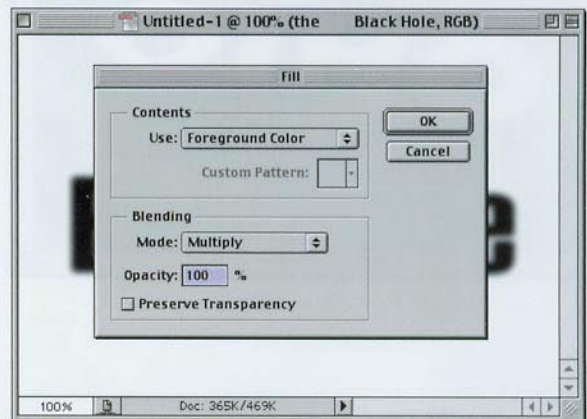 Untitled-1 @ 100% (the Black Hole, RGB)
Fill
Contents
Use: Foreground Color
Custom Pattern:
OK
Cancel
Blending
Mode: Multiply
Opacity: 100 %
Preserve Transparency
e
100%
Doc: 365K/469K